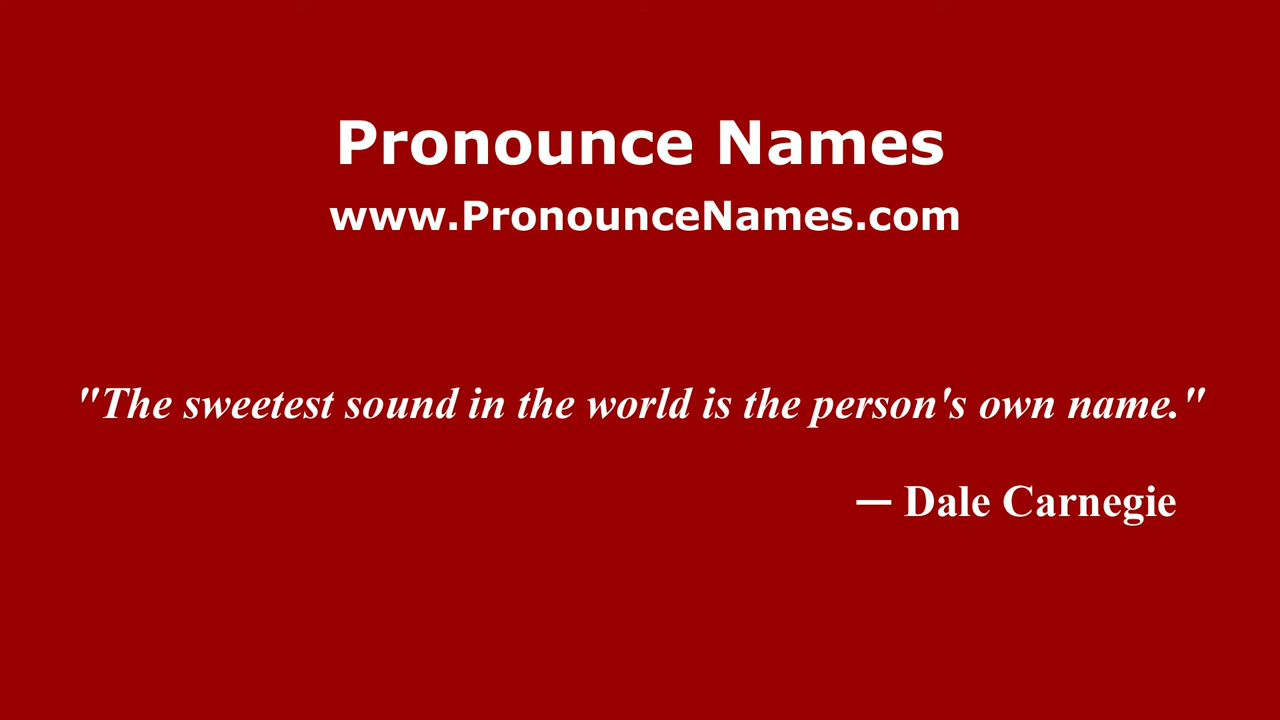 Pronounce Names
www.PronounceNames.com
"The sweetest sound in the world is the person's own name."
— Dale Carnegie